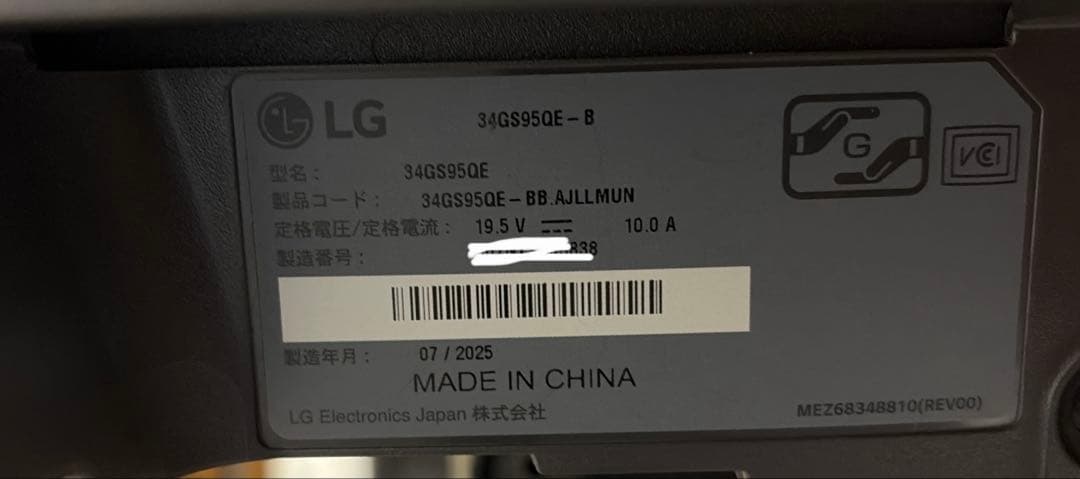 LG 34GS95QE-B
G
VCI
型名: 34GS95QE
製品コード: 34GS95QE-BB.AJLLMUN
定格電圧/定格電流: 19.5 V 10.0 A
製造番号: 838
製造年月: 07 / 2025
MADE IN CHINA
LG Electronics Japan 株式会社
MEZ68348810(REV00)